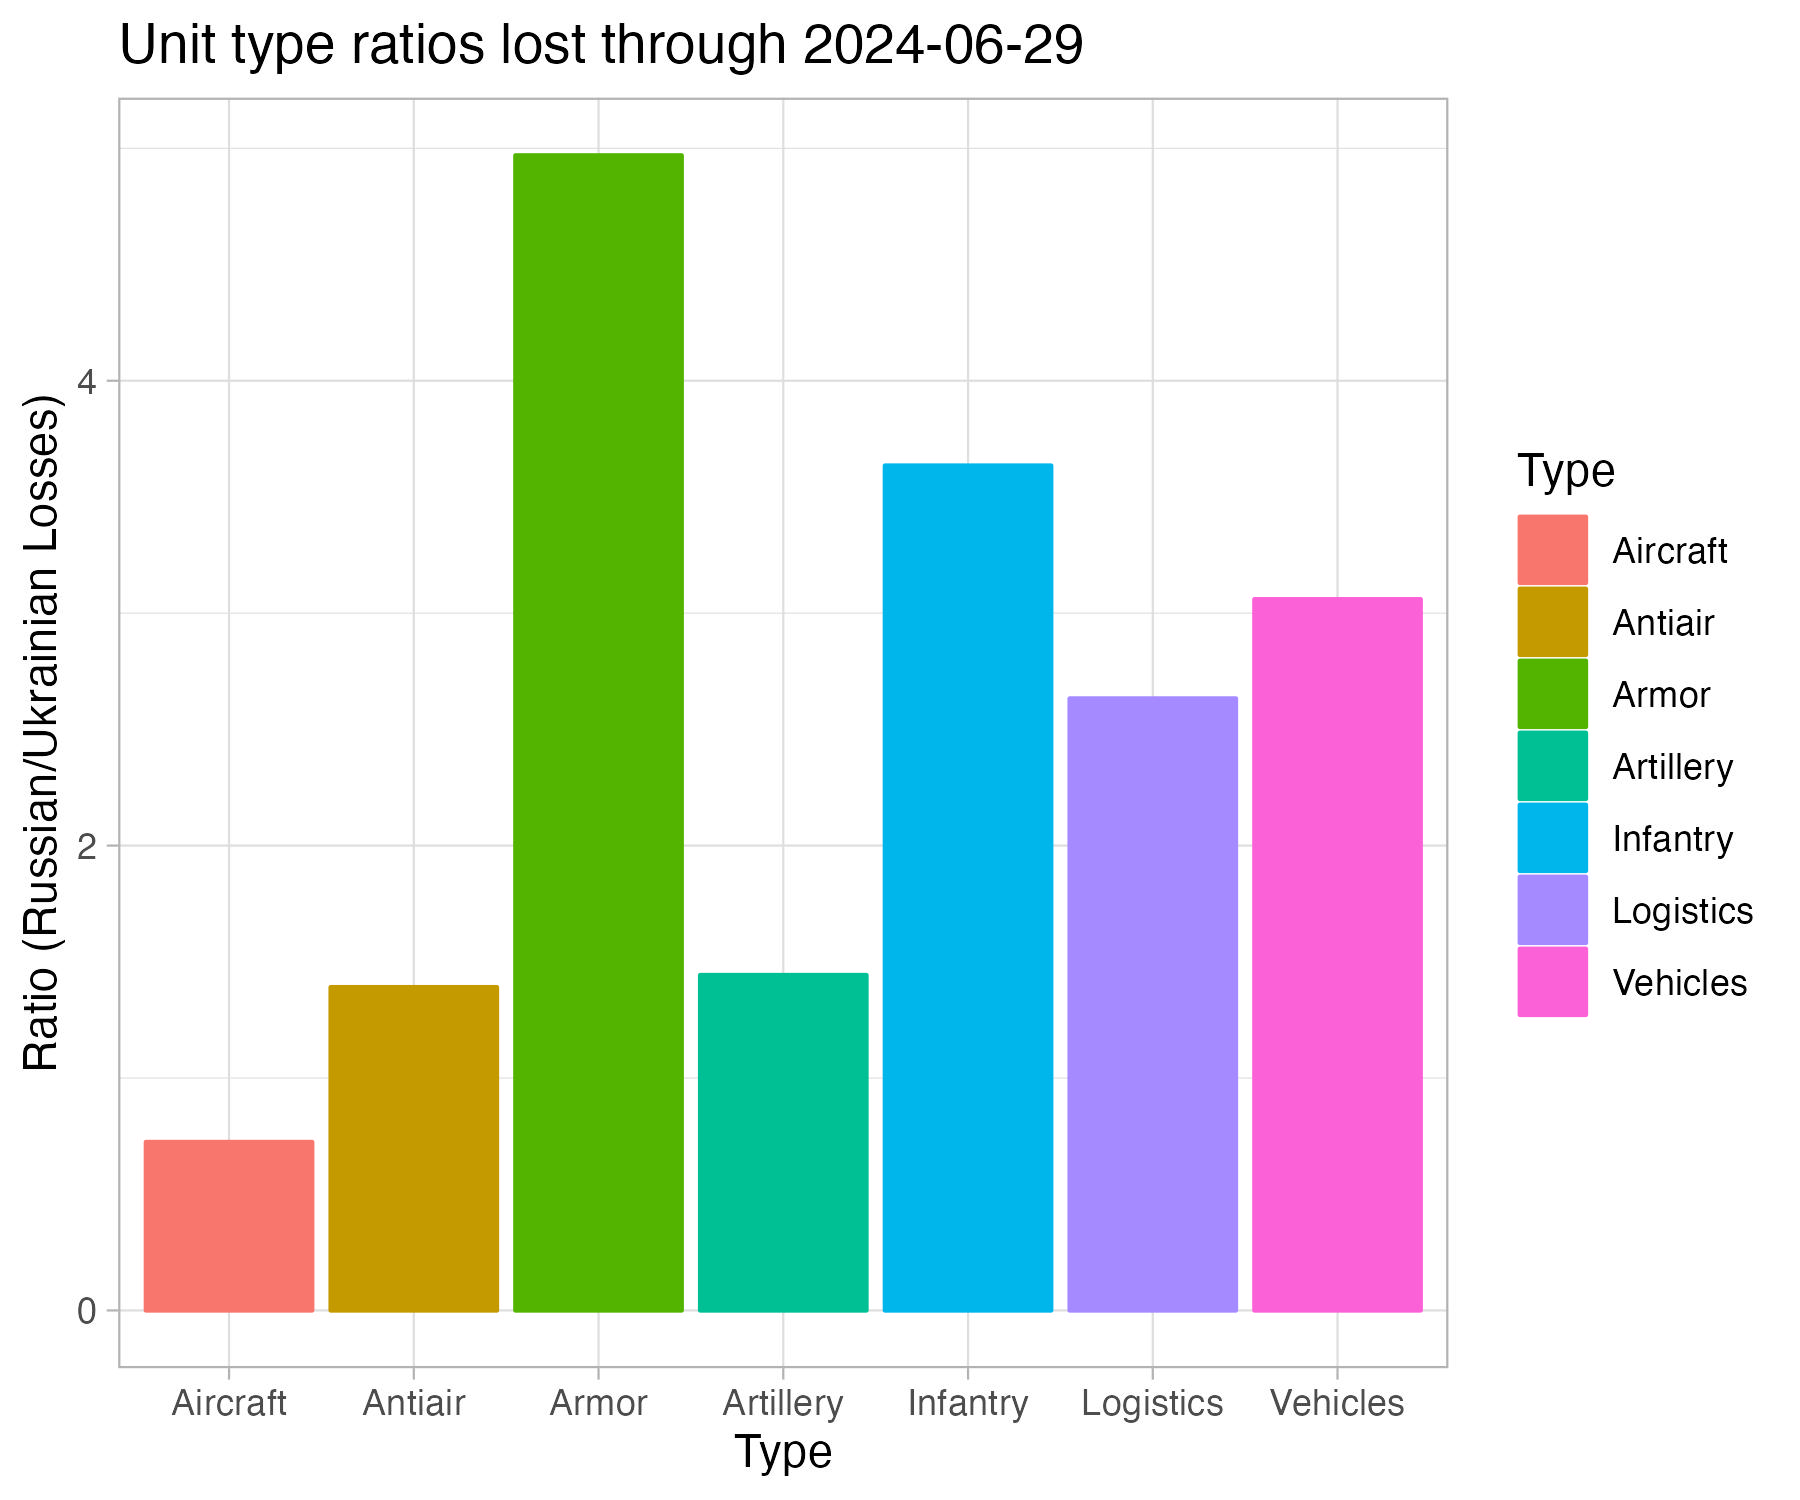 Unit type ratios lost through 2024-06-29
Ratio (Russian/Ukrainian Losses)
4
2
0
Aircraft
Antiair
Armor
Artillery
Infantry
Logistics
Vehicles
Type
Type
Aircraft
Antiair
Armor
Artillery
Infantry
Logistics
Vehicles